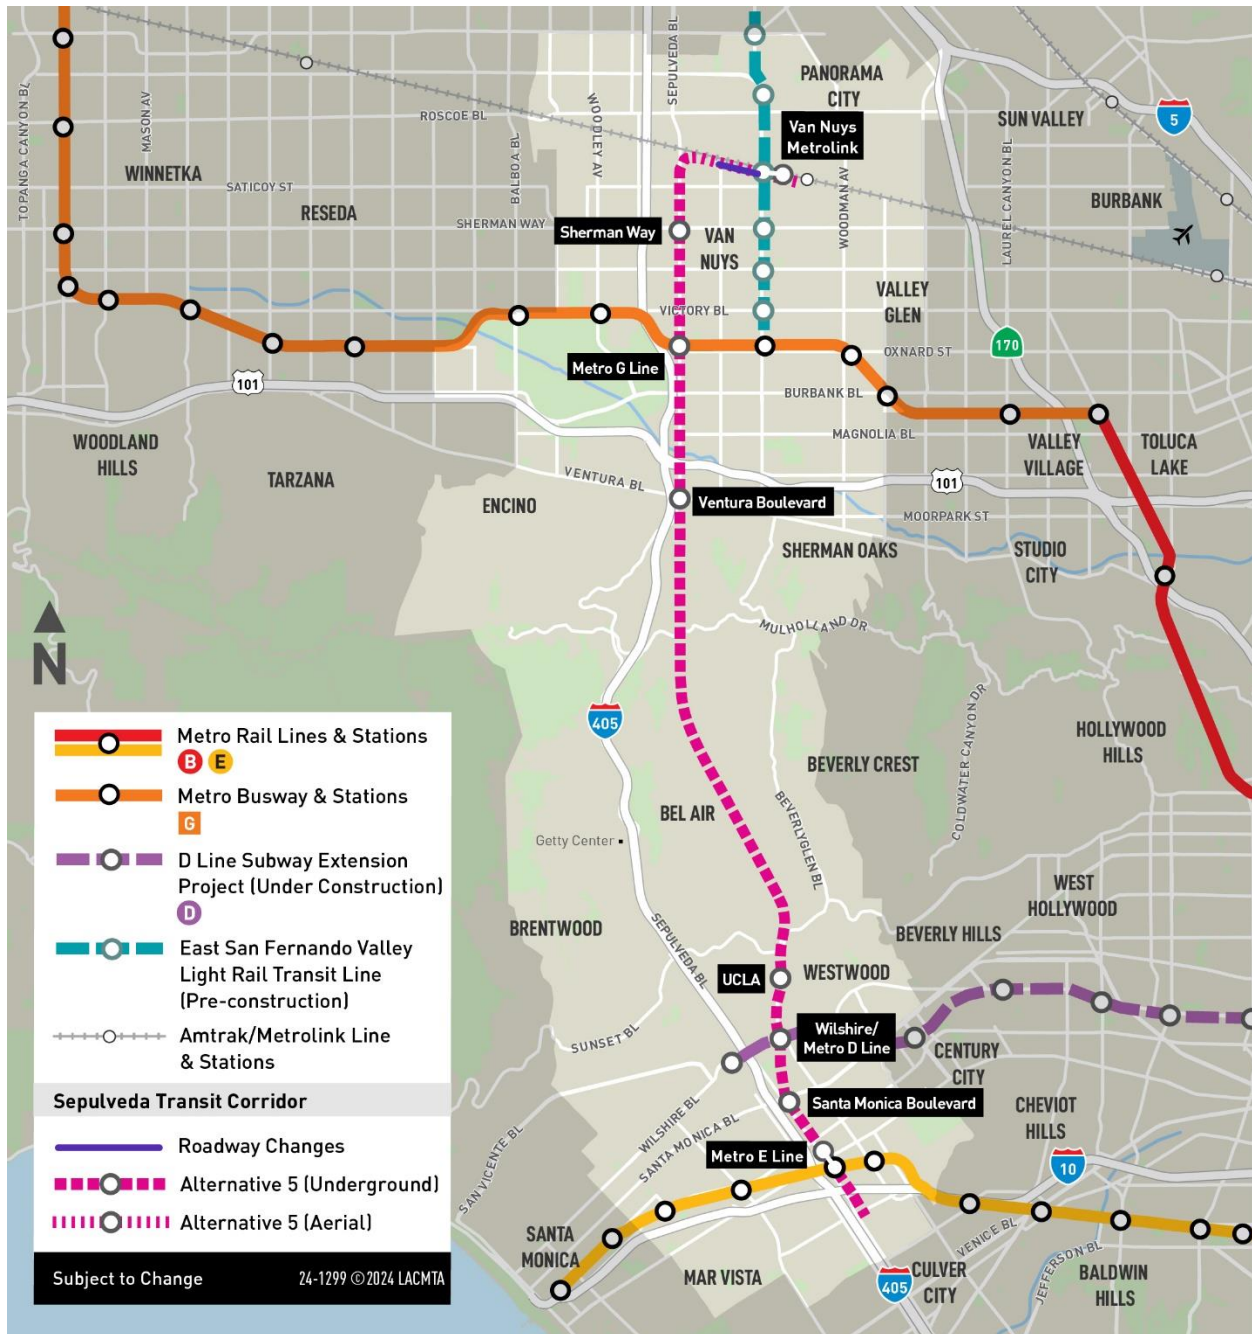 TOPANGA CANYON BL
MASON AV
WINNETKA
SATICOY ST
RESEDA
ROSCOE BL
BALBOA BL
SHERMAN WAY
WOODLEY AV
SEPULVEDA BL
PANORAMA
CITY
Van Nuys
Metrolink
SUN VALLEY
5
LAUREL CANYON BL
WOODMAN AV
BURBANK
Sherman Way
VAN
NUYS
VICTORY BL
VALLEY
GLEN
OXNARD ST
170
Metro G Line
101
BURBANK BL
MAGNOLIA BL
WOODLAND
HILLS
TARZANA
VENTURA BL
ENCINO
Ventura Boulevard
101
MOORPARK ST
VALLEY
VILLAGE
TOLUCA
LAKE
SHERMAN OAKS
STUDIO
CITY
MULHOLLAND DR
N
405
COLDWATER CANYON DR
HOLLYWOOD
HILLS
BEVERLY CREST
BEL AIR
BEVERLYGLEN BL
Getty Center
WEST
HOLLYWOOD
BRENTWOOD
SEPULVEDA BL
BEVERLY HILLS
UCLA
WESTWOOD
SUNSET BL
Wilshire/
Metro D Line
CENTURY
CITY
WILSHIRE BL
SANTA MONICA BL
Santa Monica Boulevard
CHEVIOT
HILLS
SAN VICENTE BL
Metro E Line
10
SANTA
MONICA
MAR VISTA
405
CULVER
CITY
VENICE BL
JEFFERSON BL
BALDWIN
HILLS
Metro Rail Lines & Stations
B E
Metro Busway & Stations
G
D Line Subway Extension
Project (Under Construction)
D
East San Fernando Valley
Light Rail Transit Line
(Pre-construction)
Amtrak/Metrolink Line
& Stations
Sepulveda Transit Corridor
Roadway Changes
Alternative 5 (Underground)
Alternative 5 (Aerial)
Subject to Change 24-1299 ©2024 LACMTA